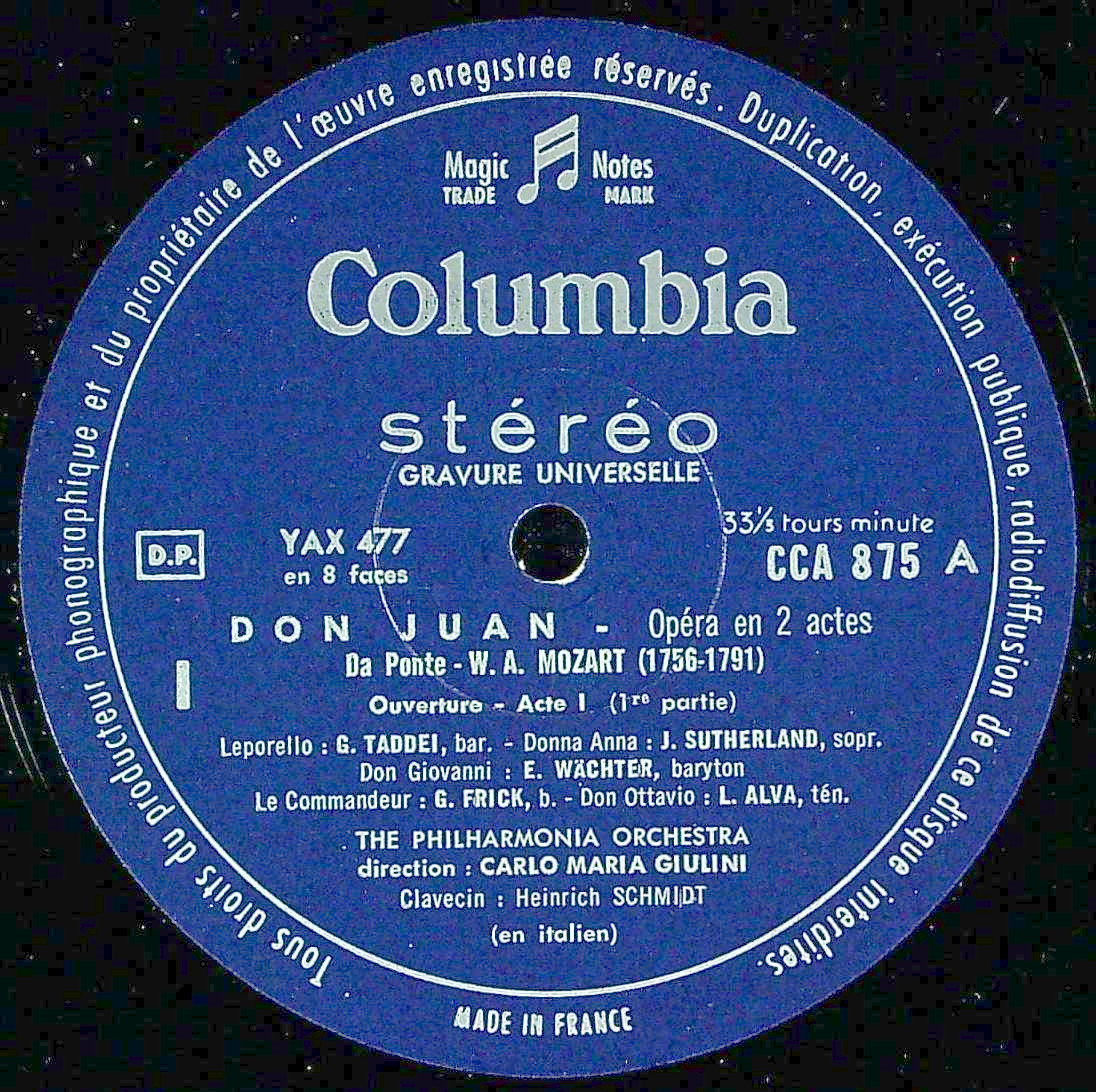 Tous droits du producteur phonographique et du propriétaire de l'œuvre enregistrée réservés. Duplication, exécution publique, radiodiffusion de ce disque interdites.
Magic Notes
TRADE MARK
Columbia
stéréo
GRAVURE UNIVERSELLE
D.P.
YAX 477
en 8 faces
33⅓ tours minute
CCA 875 A
DON JUAN - Opéra en 2 actes
Da Ponte - W. A. MOZART (1756-1791)
I
Ouverture - Acte I. (1re partie)
Leporello : G. TADDEI, bar. - Donna Anna : J. SUTHERLAND, sopr.
Don Giovanni : E. WÄCHTER, baryton
Le Commandeur : G. FRICK, b. - Don Ottavio : L. ALVA, tén.
THE PHILHARMONIA ORCHESTRA
direction : CARLO MARIA GIULINI
Clavecin : Heinrich SCHMIDT
(en italien)
MADE IN FRANCE